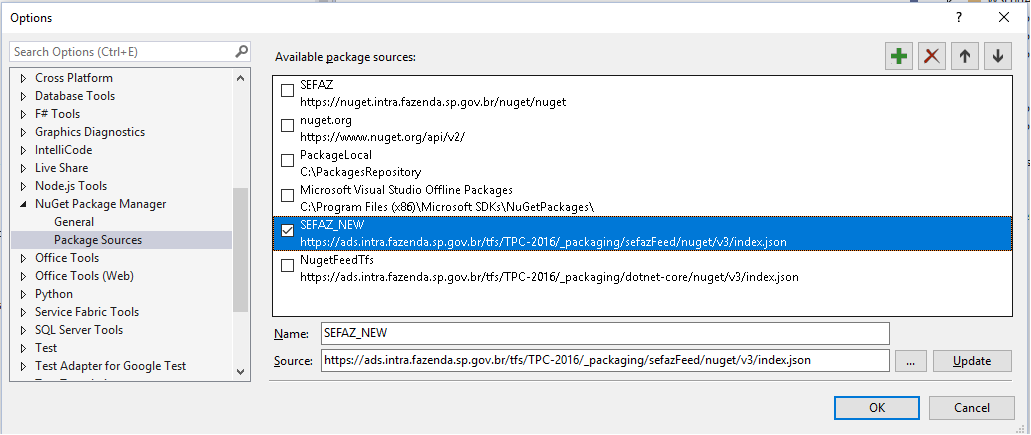 Options
?
Search Options (Ctrl+E)
Cross Platform
Database Tools
F# Tools
Graphics Diagnostics
IntelliCode
Live Share
Node.js Tools
NuGet Package Manager
General
Package Sources
Office Tools
Office Tools (Web)
Python
Service Fabric Tools
SQL Server Tools
Test
Test Adapter for Google Test
Available package sources:
SEFAZ
https://nuget.intra.fazenda.sp.gov.br/nuget/nuget
nuget.org
https://www.nuget.org/api/v2/
PackageLocal
C:\PackagesRepository
Microsoft Visual Studio Offline Packages
C:\Program Files (x86)\Microsoft SDKs\NuGetPackages\
SEFAZ_NEW
https://ads.intra.fazenda.sp.gov.br/tfs/TPC-2016/_packaging/sefazFeed/nuget/v3/index.json
NugetFeedTfs
https://ads.intra.fazenda.sp.gov.br/tfs/TPC-2016/_packaging/dotnet-core/nuget/v3/index.json
Name: SEFAZ_NEW
Source: https://ads.intra.fazenda.sp.gov.br/tfs/TPC-2016/_packaging/sefazFeed/nuget/v3/index.json ... Update
OK Cancel